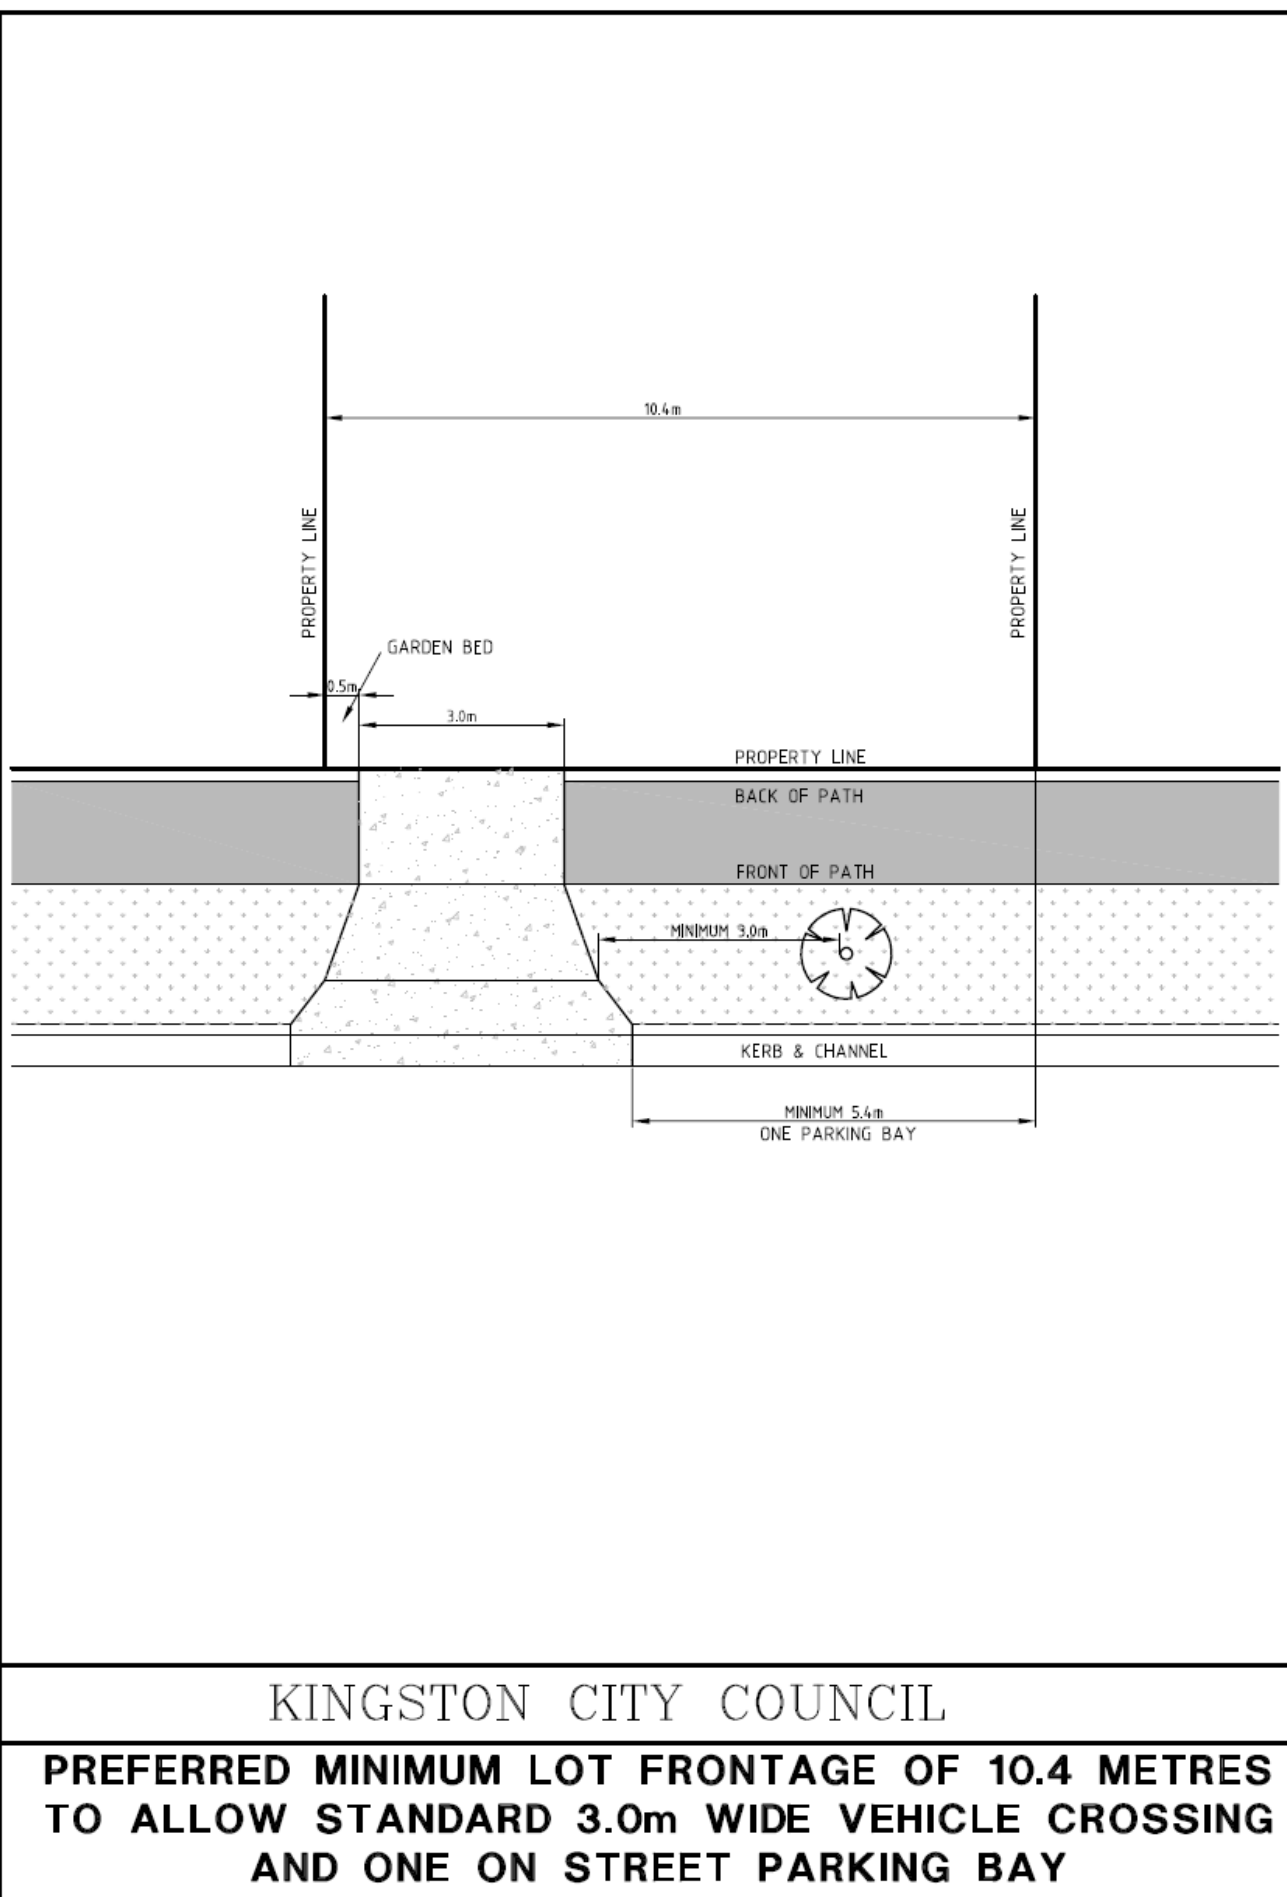 10.4m
PROPERTY LINE
PROPERTY LINE
GARDEN BED
0.5m
3.0m
PROPERTY LINE
BACK OF PATH
FRONT OF PATH
MINIMUM 3.0m
KERB & CHANNEL
MINIMUM 5.4m
ONE PARKING BAY
KINGSTON CITY COUNCIL
PREFERRED MINIMUM LOT FRONTAGE OF 10.4 METRES
TO ALLOW STANDARD 3.0m WIDE VEHICLE CROSSING
AND ONE ON STREET PARKING BAY